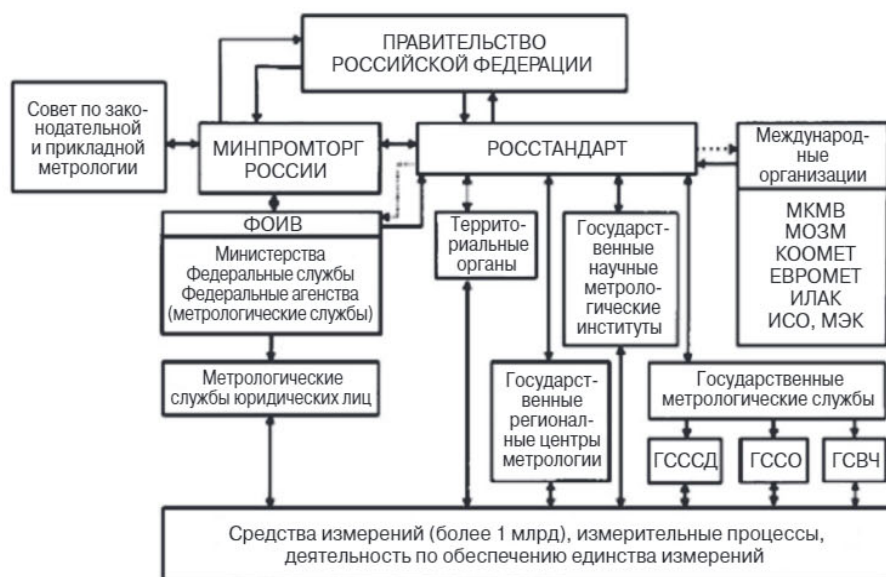 ПРАВИТЕЛЬСТВО
РОССИЙСКОЙ ФЕДЕРАЦИИ
Совет по зако-
нодательной
и прикладной
метрологии
МИНПРОМТОРГ
РОССИИ
РОССТАНДАРТ
Международ-
ные
организации
МКМВ
МОЗМ
КООМЕТ
ЕВРОМЕТ
ИЛАК
ИСО, МЭК
ФОИВ
Министерства
Федеральные службы
Федеральные агенства
(метрологические службы)
Террито-
риальные
органы
Государст-
венные
научные
метроло-
гические
институты
Метрологические
службы юридических лиц
Государст-
венные
региональ-
ные центры
метрологии
Государственные
метрологические службы
ГСССД
ГССО
ГСВЧ
Средства измерений (более 1 млрд), измерительные процессы,
деятельность по обеспечению единства измерений